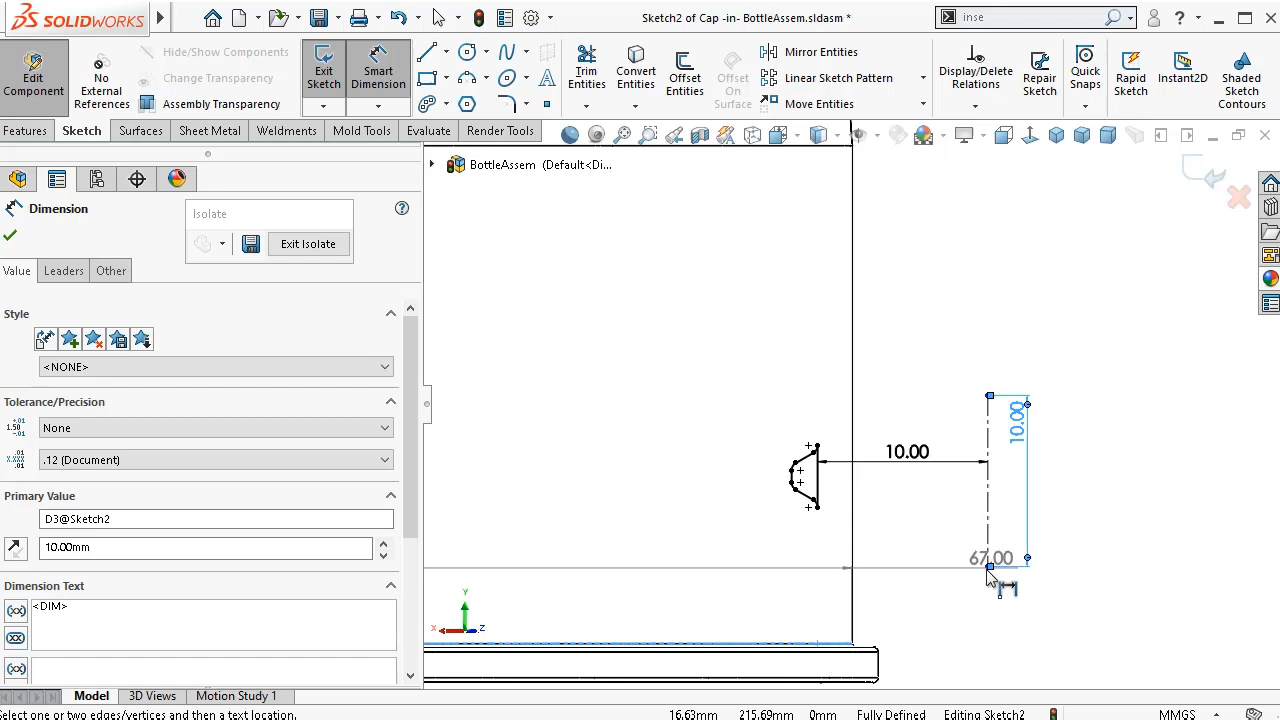 SOLIDWORKS
Sketch2 of Cap -in BottleAssem.sldasm *
inse
?
Edit Component
No External References
Hide/Show Components
Change Transparency
Assembly Transparency
Exit Sketch
Smart Dimension
Trim Entities
Convert Entities
Offset Entities
Offset On Surface
Mirror Entities
Linear Sketch Pattern
Move Entities
Display/Delete Relations
Repair Sketch
Quick Snaps
Rapid Sketch
Instant2D
Shaded Sketch Contours
Features
Sketch
Surfaces
Sheet Metal
Weldments
Mold Tools
Evaluate
Render Tools
BottleAssem (Default<Di...
Dimension
?
Isolate
Exit Isolate
Value
Leaders
Other
Style
<NONE>
Tolerance/Precision
None
.12 (Document)
Primary Value
D3@Sketch2
10.00mm
Dimension Text
<DIM>
10.00
10.00
67.00
Y
X
Z
Model
3D Views
Motion Study 1
Select one or two edges/vertices and then a text location.
16.63mm
215.69mm
0mm
Fully Defined
Editing Sketch2
MMGS